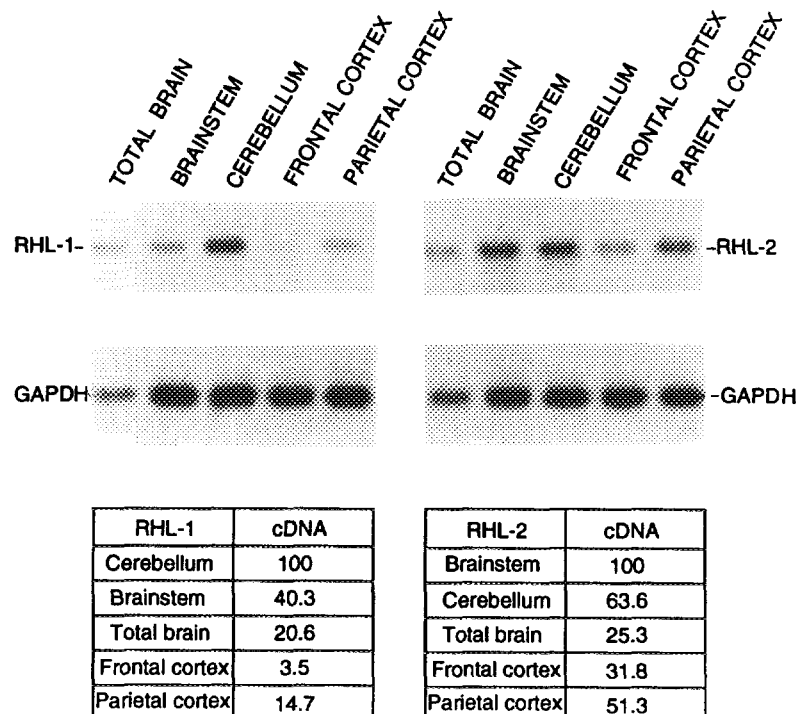 TOTAL BRAIN
BRAINSTEM
CEREBELLUM
FRONTAL CORTEX
PARIETAL CORTEX
TOTAL BRAIN
BRAINSTEM
CEREBELLUM
FRONTAL CORTEX
PARIETAL CORTEX
RHL-1-
-RHL-2
GAPDH
-GAPDH
RHL-1 cDNA
Cerebellum 100
Brainstem 40.3
Total brain 20.6
Frontal cortex 3.5
Parietal cortex 14.7
RHL-2 cDNA
Brainstem 100
Cerebellum 63.6
Total brain 25.3
Frontal cortex 31.8
Parietal cortex 51.3